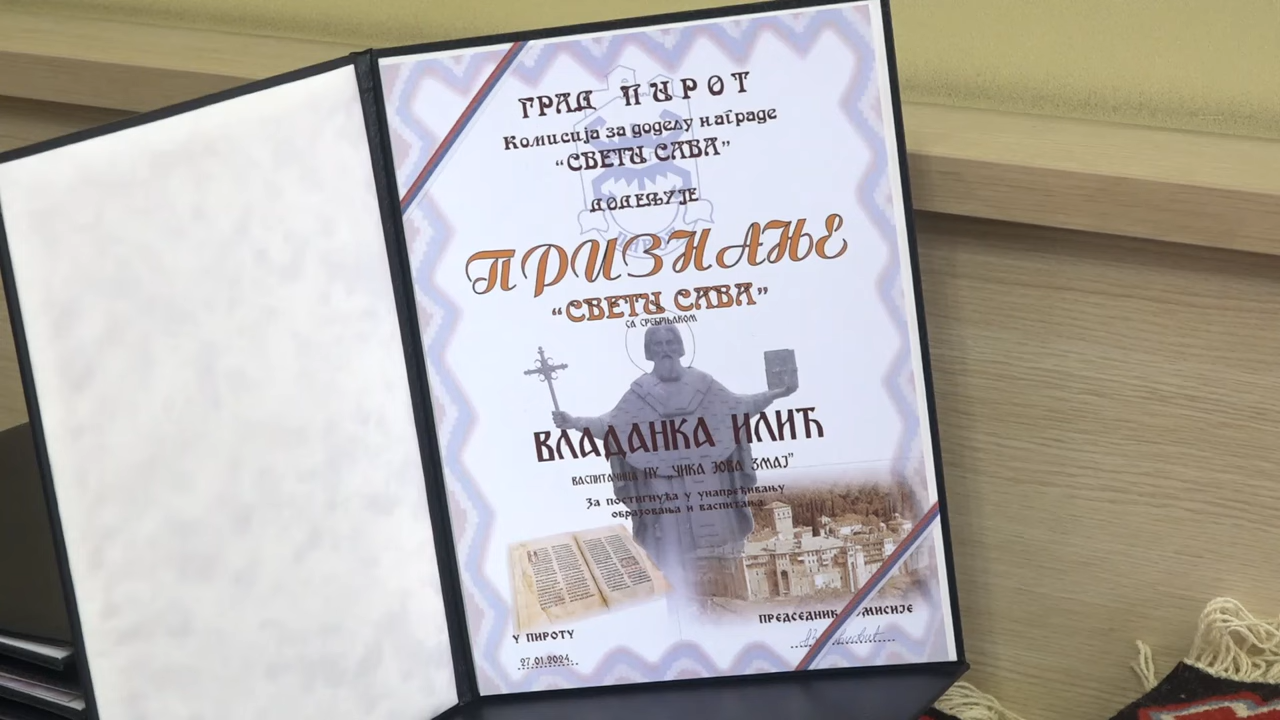 ГРАД ПИРОТ
Комисија за доделу награде
“СВЕТИ САВА”
ДОДЕЉУЈЕ
ПРИЗНАЊЕ
“СВЕТИ САВА”
СА СРЕБРЊАКОМ
ВЛАДАНКА ИЛИЋ
ВАСПИТАЧИЦА ПУ „ЧИКА ЈОВА ЗМАЈ”
За постигнућа у унапређивању
образовања и васпитања
У ПИРОТУ
27.01.2024.
ПРЕДСЕДНИК КОМИСИЈЕ